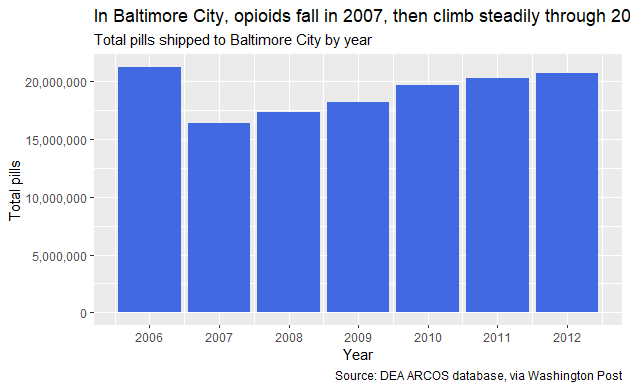 In Baltimore City, opioids fall in 2007, then climb steadily through 20
Total pills shipped to Baltimore City by year
Total pills
20,000,000
15,000,000
10,000,000
5,000,000
0
2006 2007 2008 2009 2010 2011 2012
Year
Source: DEA ARCOS database, via Washington Post